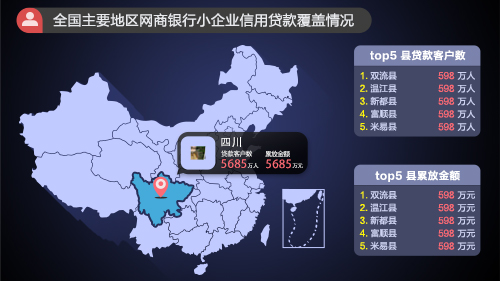 全国主要地区网商银行小企业信用贷款覆盖情况
四川
贷款客户数 累放金额
5685万人 5685万元
top5 县贷款客户数
1. 双流县 598 万人
2. 温江县 598 万人
3. 新都县 598 万人
4. 富顺县 598 万人
5. 米易县 598 万人
top5 县累放金额
1. 双流县 598 万元
2. 温江县 598 万元
3. 新都县 598 万元
4. 富顺县 598 万元
5. 米易县 598 万元